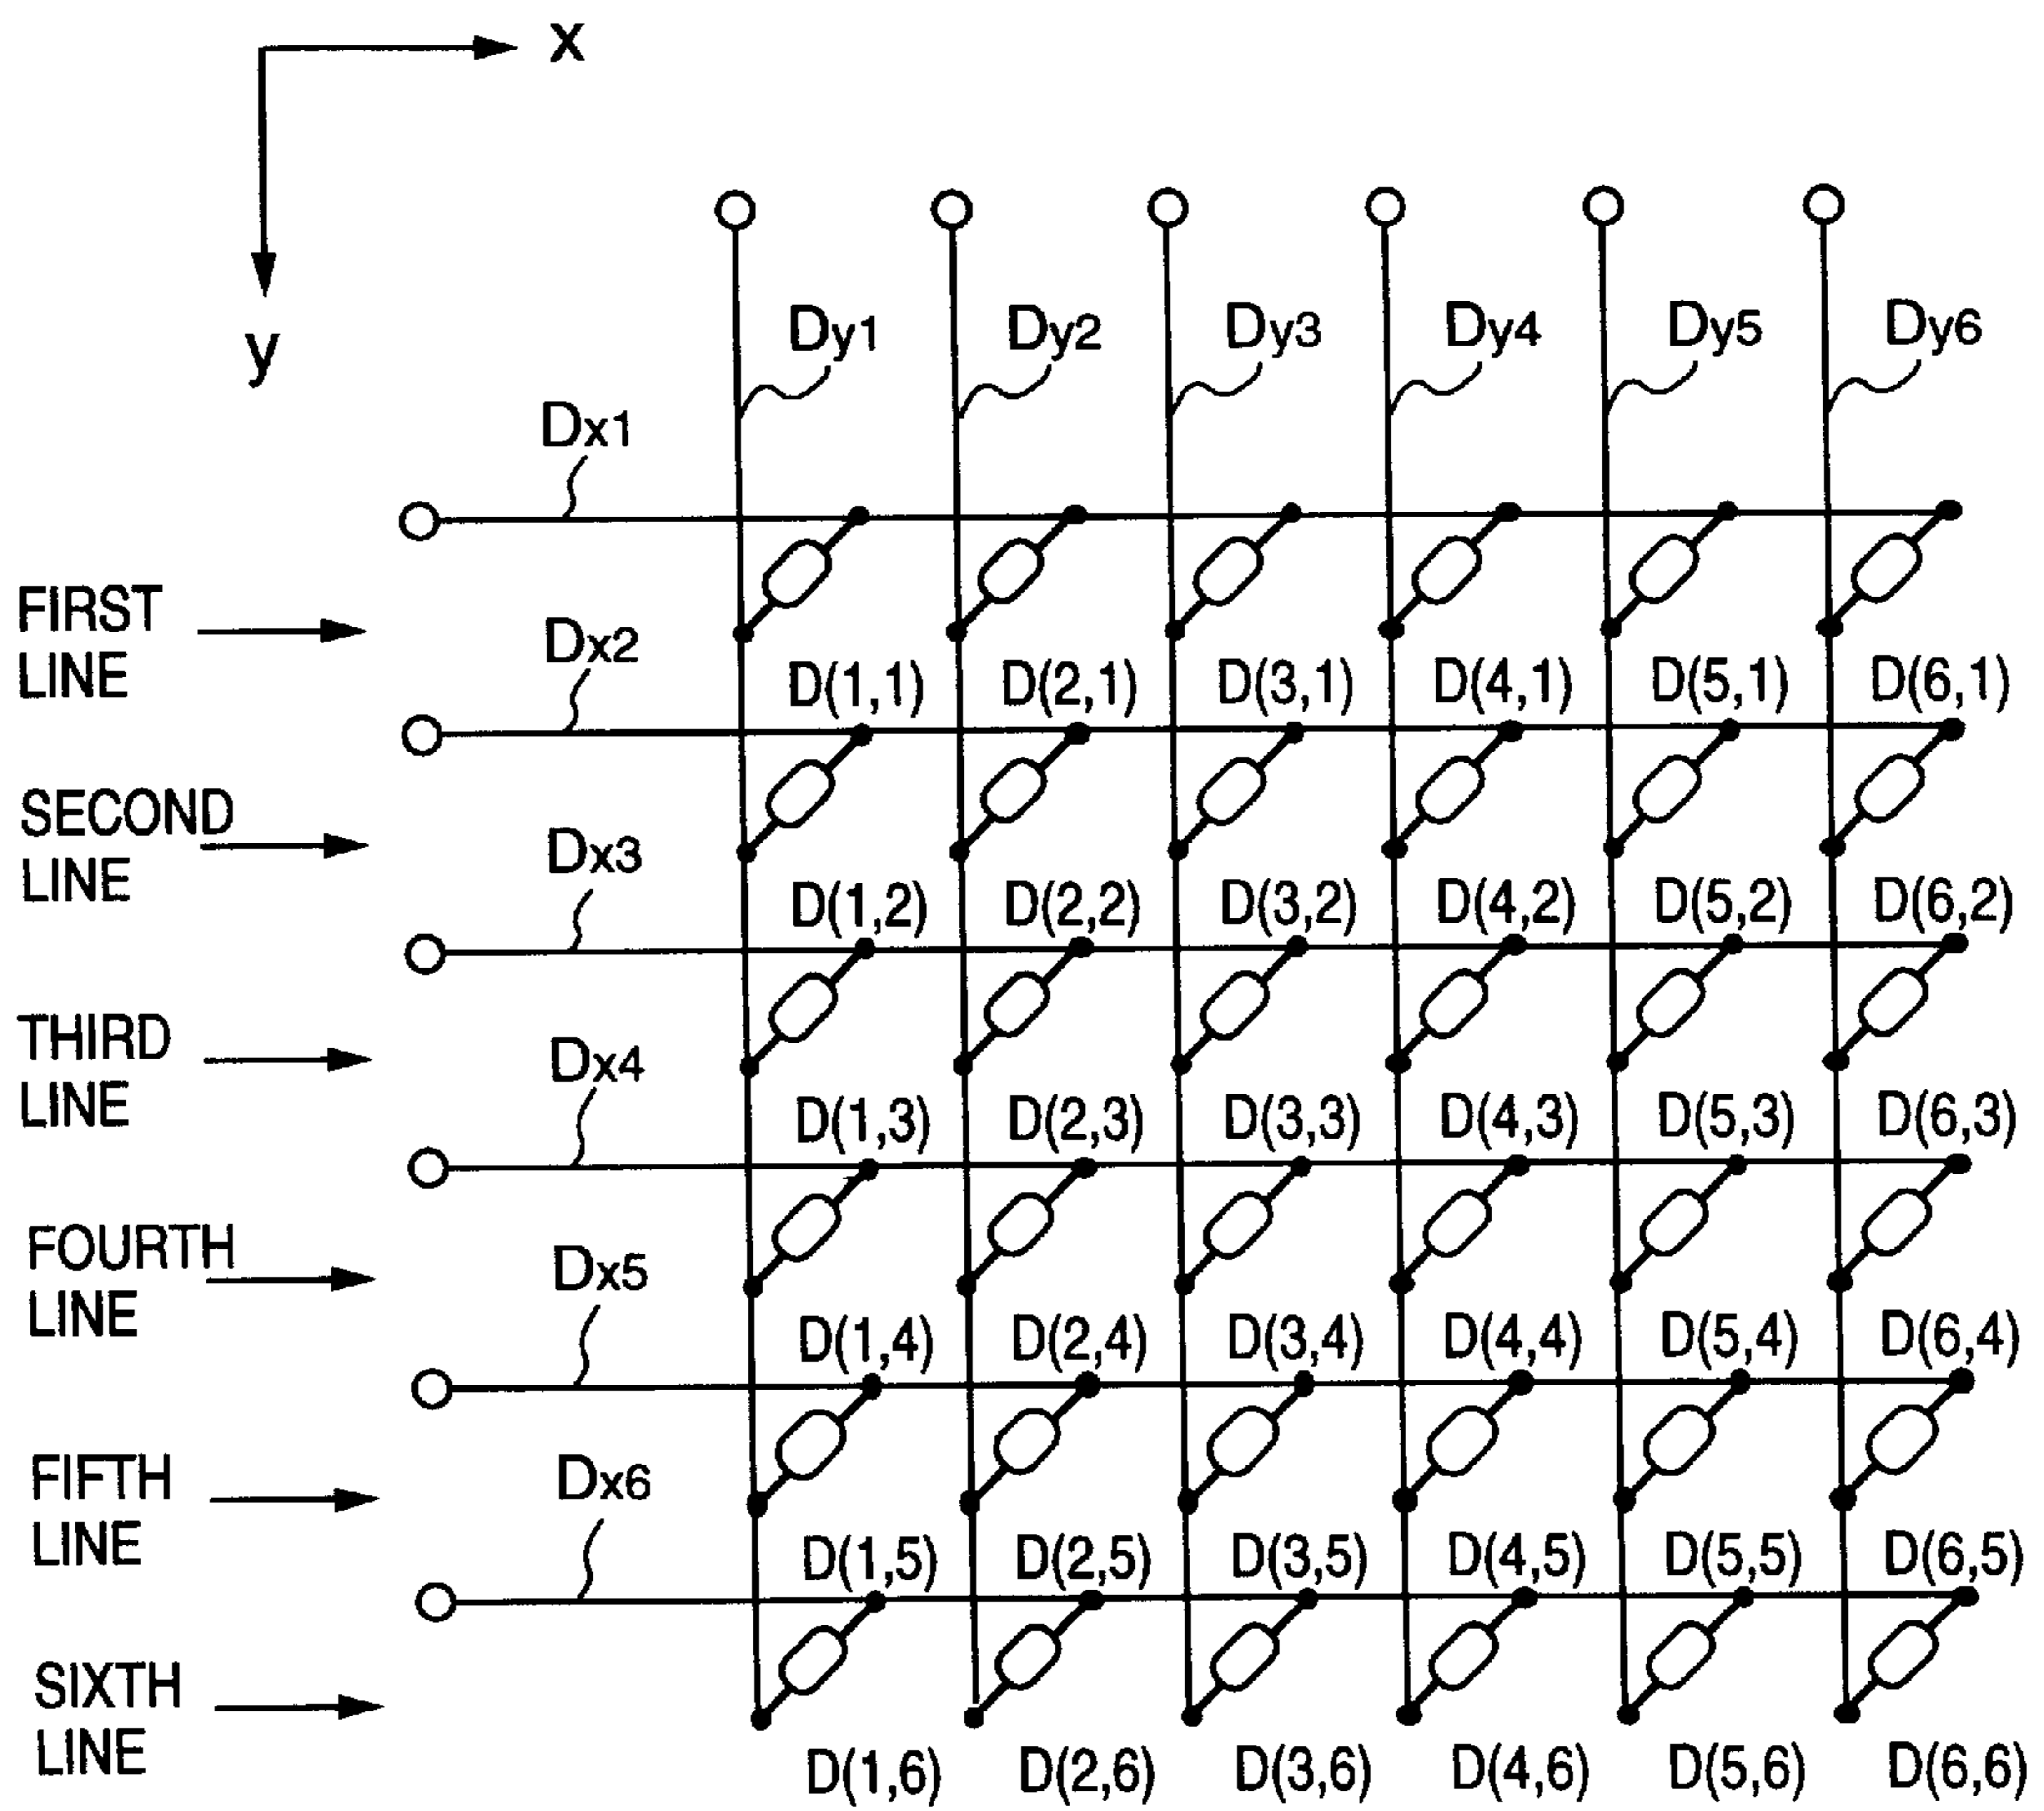 x
y
Dy1 Dy2 Dy3 Dy4 Dy5 Dy6
Dx1
FIRST
LINE
Dx2
D(1,1) D(2,1) D(3,1) D(4,1) D(5,1) D(6,1)
SECOND
LINE
Dx3
D(1,2) D(2,2) D(3,2) D(4,2) D(5,2) D(6,2)
THIRD
LINE
Dx4
D(1,3) D(2,3) D(3,3) D(4,3) D(5,3) D(6,3)
FOURTH
LINE
Dx5
D(1,4) D(2,4) D(3,4) D(4,4) D(5,4) D(6,4)
FIFTH
LINE
Dx6
D(1,5) D(2,5) D(3,5) D(4,5) D(5,5) D(6,5)
SIXTH
LINE
D(1,6) D(2,6) D(3,6) D(4,6) D(5,6) D(6,6)